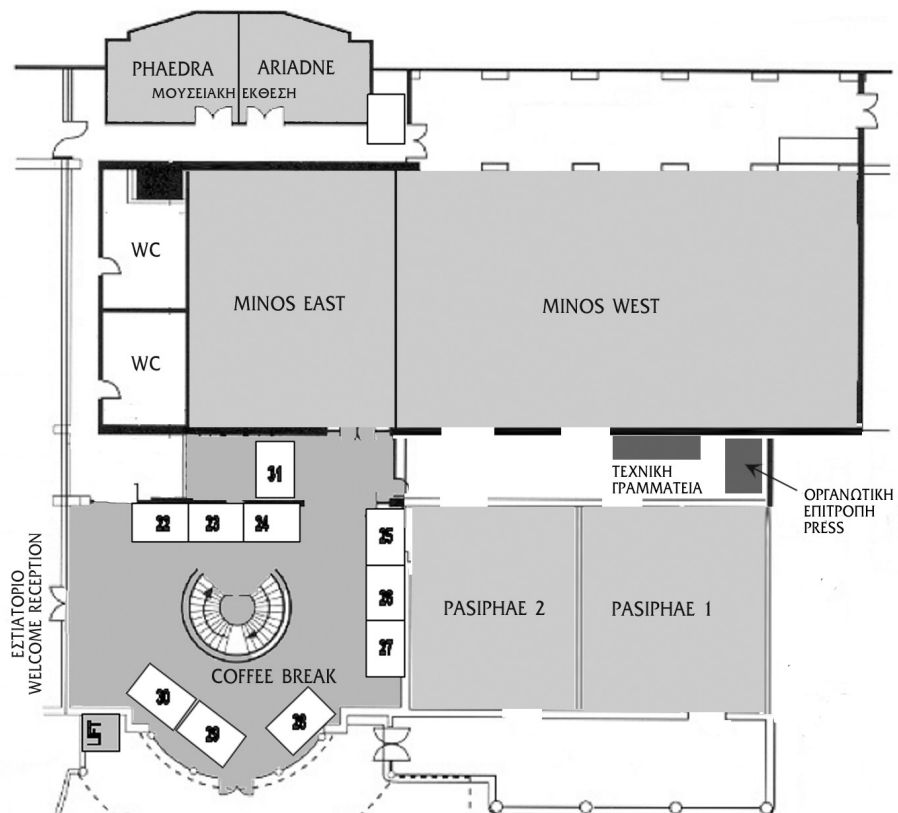 PHAEDRA
ARIADNE
ΜΟΥΣΕΙΑΚΗ ΕΚΘΕΣΗ
WC
MINOS EAST
MINOS WEST
WC
31
ΤΕΧΝΙΚΗ
ΓΡΑΜΜΑΤΕΙΑ
ΟΡΓΑΝΩΤΙΚΗ
ΕΠΙΤΡΟΠΗ
PRESS
22
23
24
25
26
27
ΕΣΤΙΑΤΟΡΙΟ
WELCOME RECEPTION
PASIPHAE 2
PASIPHAE 1
COFFEE BREAK
30
29
28
LIFT